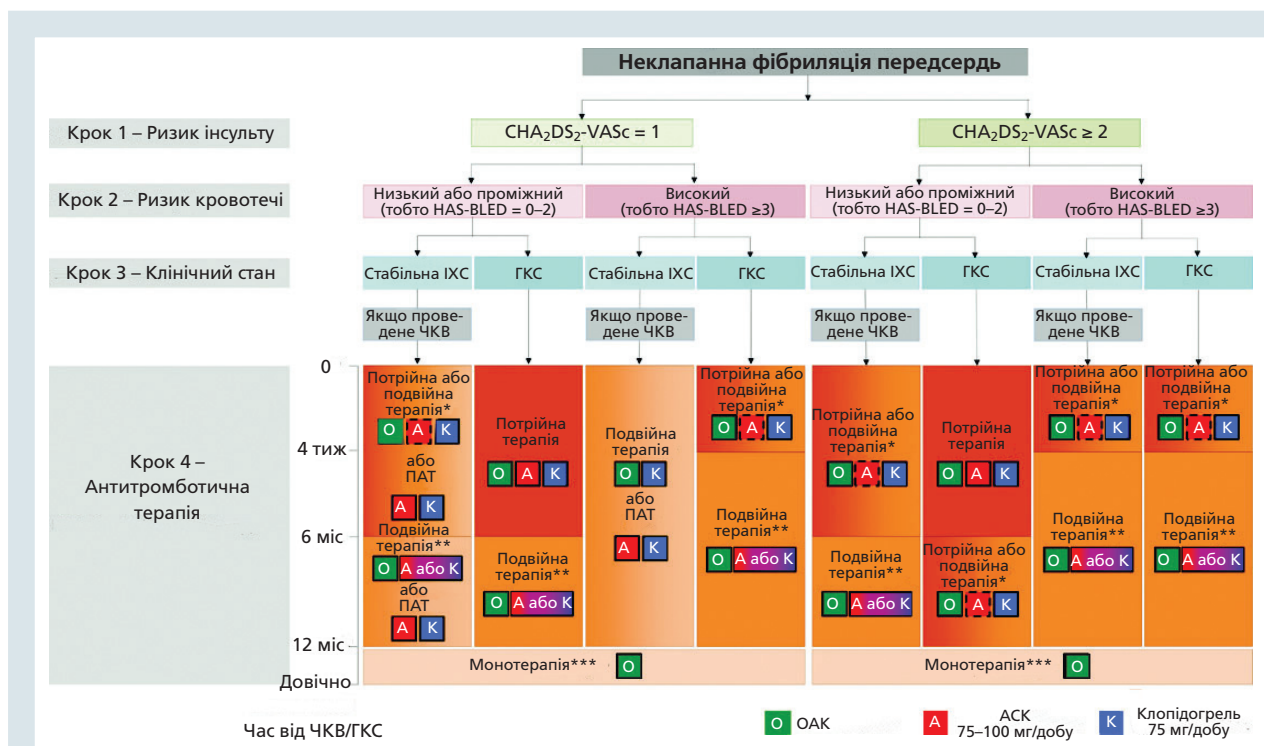 Неклапанна фібриляція передсердь
Крок 1 – Ризик інсульту
CHA₂DS₂-VASc = 1
CHA₂DS₂-VASc ≥ 2
Крок 2 – Ризик кровотечі
Низький або проміжний
(тобто HAS-BLED = 0–2)
Високий
(тобто HAS-BLED ≥3)
Низький або проміжний
(тобто HAS-BLED = 0–2)
Високий
(тобто HAS-BLED ≥3)
Крок 3 – Клінічний стан
Стабільна ІХС
ГКС
Стабільна ІХС
ГКС
Стабільна ІХС
ГКС
Стабільна ІХС
ГКС
Якщо прове-
дене ЧКВ
Якщо прове-
дене ЧКВ
Якщо прове-
дене ЧКВ
Якщо прове-
дене ЧКВ
Крок 4 –
Антитромботична
терапія
0
4 тиж
6 міс
12 міс
Довічно
Потрійна або
подвійна
терапія*
О А К
або
ПАТ
А К
Подвійна
терапія**
О А або К
або
ПАТ
А К
Потрійна
терапія
О А К
Подвійна
терапія**
О А або К
Подвійна
терапія
О К
або
ПАТ
А К
Потрійна або
подвійна
терапія*
О А К
Подвійна
терапія**
О А або К
Потрійна або
подвійна
терапія*
О А К
Подвійна
терапія**
О А або К
Потрійна
терапія
О А К
Потрійна або
подвійна
терапія*
О А К
Потрійна або
подвійна
терапія*
О А К
Подвійна
терапія**
О А або К
Потрійна або
подвійна
терапія*
О А К
Подвійна
терапія**
О А або К
Монотерапія*** О
Монотерапія*** О
Час від ЧКВ/ГКС
О ОАК
А АСК
75–100 мг/добу
К Клопідогрель
75 мг/добу